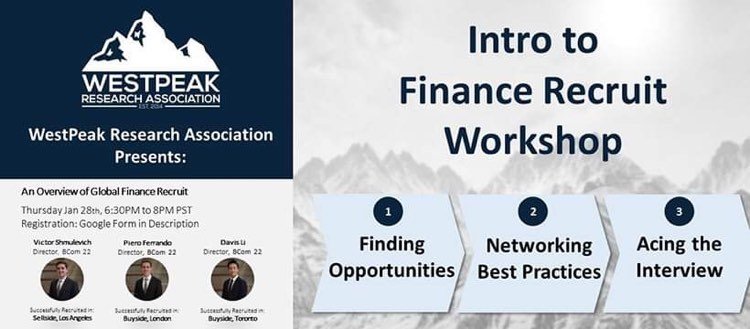 WESTPEAK
RESEARCH ASSOCIATION
EST. 2014
WestPeak Research Association
Presents:
An Overview of Global Finance Recruit
Thursday Jan 28th, 6:30PM to 8PM PST
Registration: Google Form in Description
Victor Shmulevich
Director, BCom 22
Successfully Recruited in:
Sellside, Los Angeles
Piero Ferrando
Director, BCom 22
Successfully Recruited in:
Buyside, London
Davis Li
Director, BCom 22
Successfully Recruited in:
Buyside, Toronto
Intro to
Finance Recruit
Workshop
1
Finding
Opportunities
2
Networking
Best Practices
3
Acing the
Interview